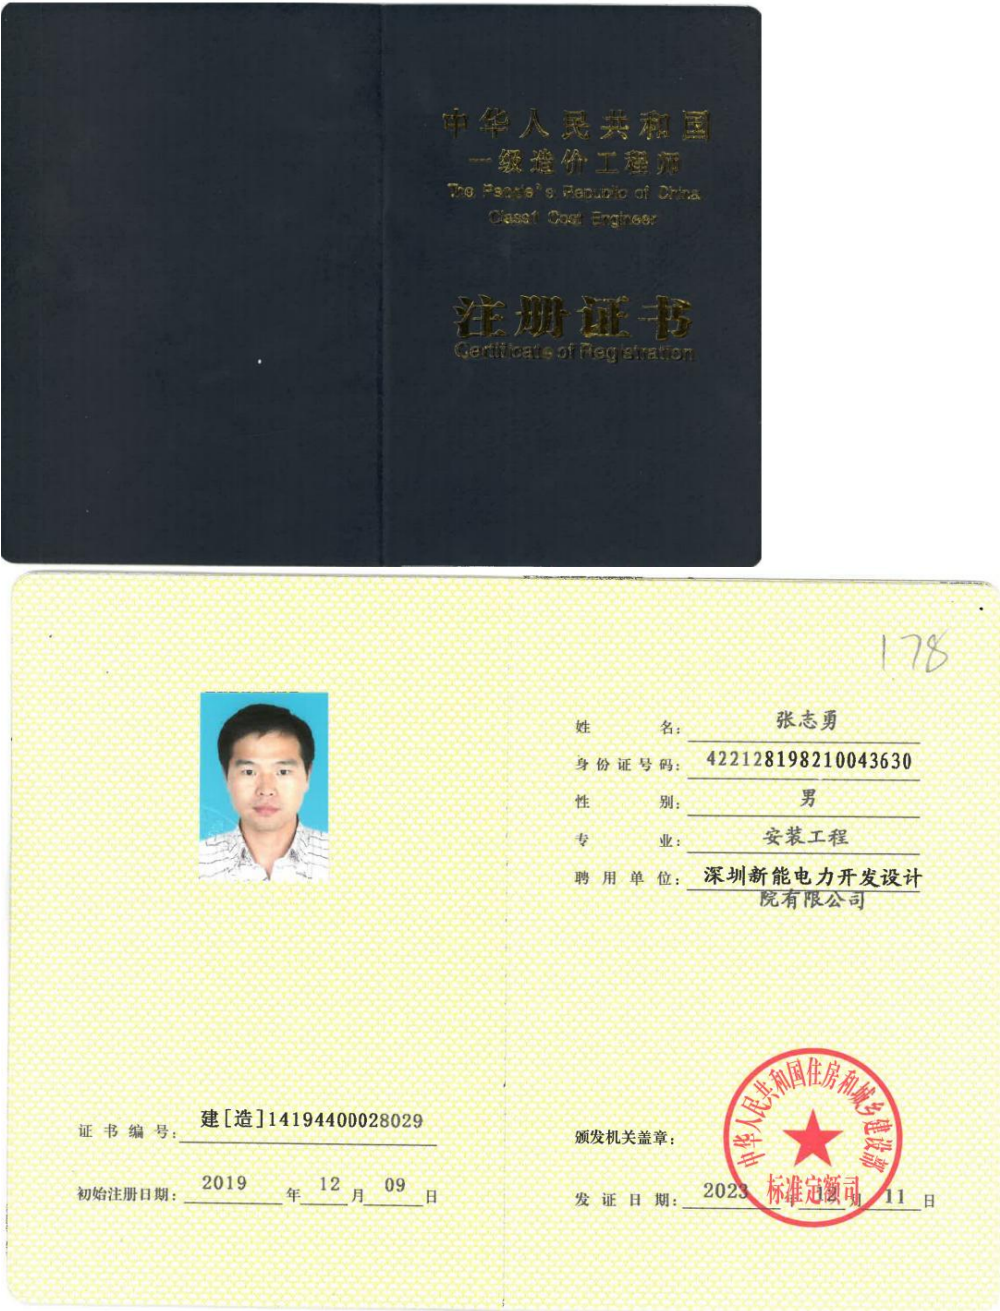 中华人民共和国
一级造价工程师
The People's Republic of China
Class1 Cost Engineer
注册证书
Certificate of Registration
178
姓 名: 张志勇
身份证号码: 422128198210043630
性 别: 男
专 业: 安装工程
聘用单位: 深圳新能电力开发设计
院有限公司
证书编号: 建[造]14194400028029
初始注册日期: 2019 年 12 月 09 日
颁发机关盖章:
中华人民共和国住房和城乡建设部
标准定额司
发证日期: 2023 年 12 月 11 日